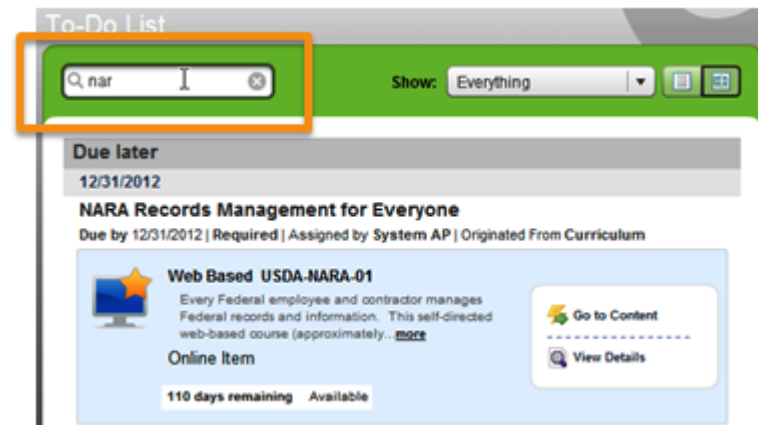 To-Do List
nar
Show: Everything
Due later
12/31/2012
NARA Records Management for Everyone
Due by 12/31/2012 | Required | Assigned by System AP | Originated From Curriculum
Web Based USDA-NARA-01
Every Federal employee and contractor manages
Federal records and information. This self-directed
web-based course (approximately...more
Go to Content
View Details
Online Item
110 days remaining Available